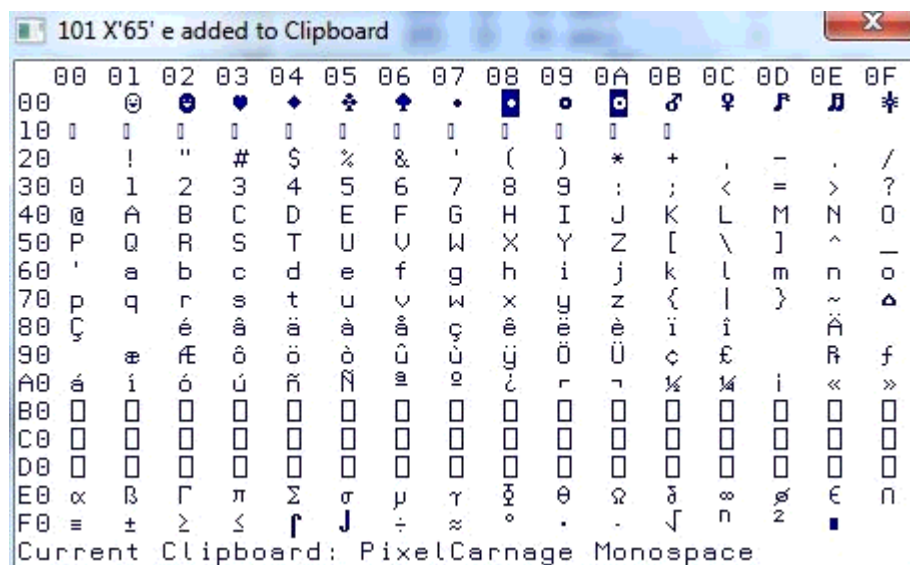 101 X'65' e added to Clipboard
00 01 02 03 04 05 06 07 08 09 0A 0B 0C 0D 0E 0F
00 ☺ ☻ ♥ ♦ ♣ ♠ • ◘ ○ ◙ ♂ ♀ ♪ ♫ ☼
10
20 ! " # $ % & ' ( ) * + , - . /
30 0 1 2 3 4 5 6 7 8 9 : ; < = > ?
40 @ A B C D E F G H I J K L M N O
50 P Q R S T U V W X Y Z [ \ ] ^ _
60 ' a b c d e f g h i j k l m n o
70 p q r s t u v w x y z { | } ~ ⌂
80 Ç é â ä à å ç ê ë è ï î Ä
90 æ Æ ô ö ò û ù ÿ Ö Ü ¢ £ ƒ
A0 á í ó ú ñ Ñ ª º ¿ ⌐ ¬ ½ ¼ ¡ « »
B0 □ □ □ □ □ □ □ □ □ □ □ □ □ □ □ □
C0 □ □ □ □ □ □ □ □ □ □ □ □ □ □ □ □
D0 □ □ □ □ □ □ □ □ □ □ □ □ □ □ □ □
E0 α ß Γ π Σ σ µ γ Φ θ Ω δ ∞ ø ∈ ∩
F0 ≡ ± ≥ ≤ ⌠ ⌡ ÷ ≈ ° · · √ ⁿ ² ■
Current Clipboard: PixelCarnage Monospace